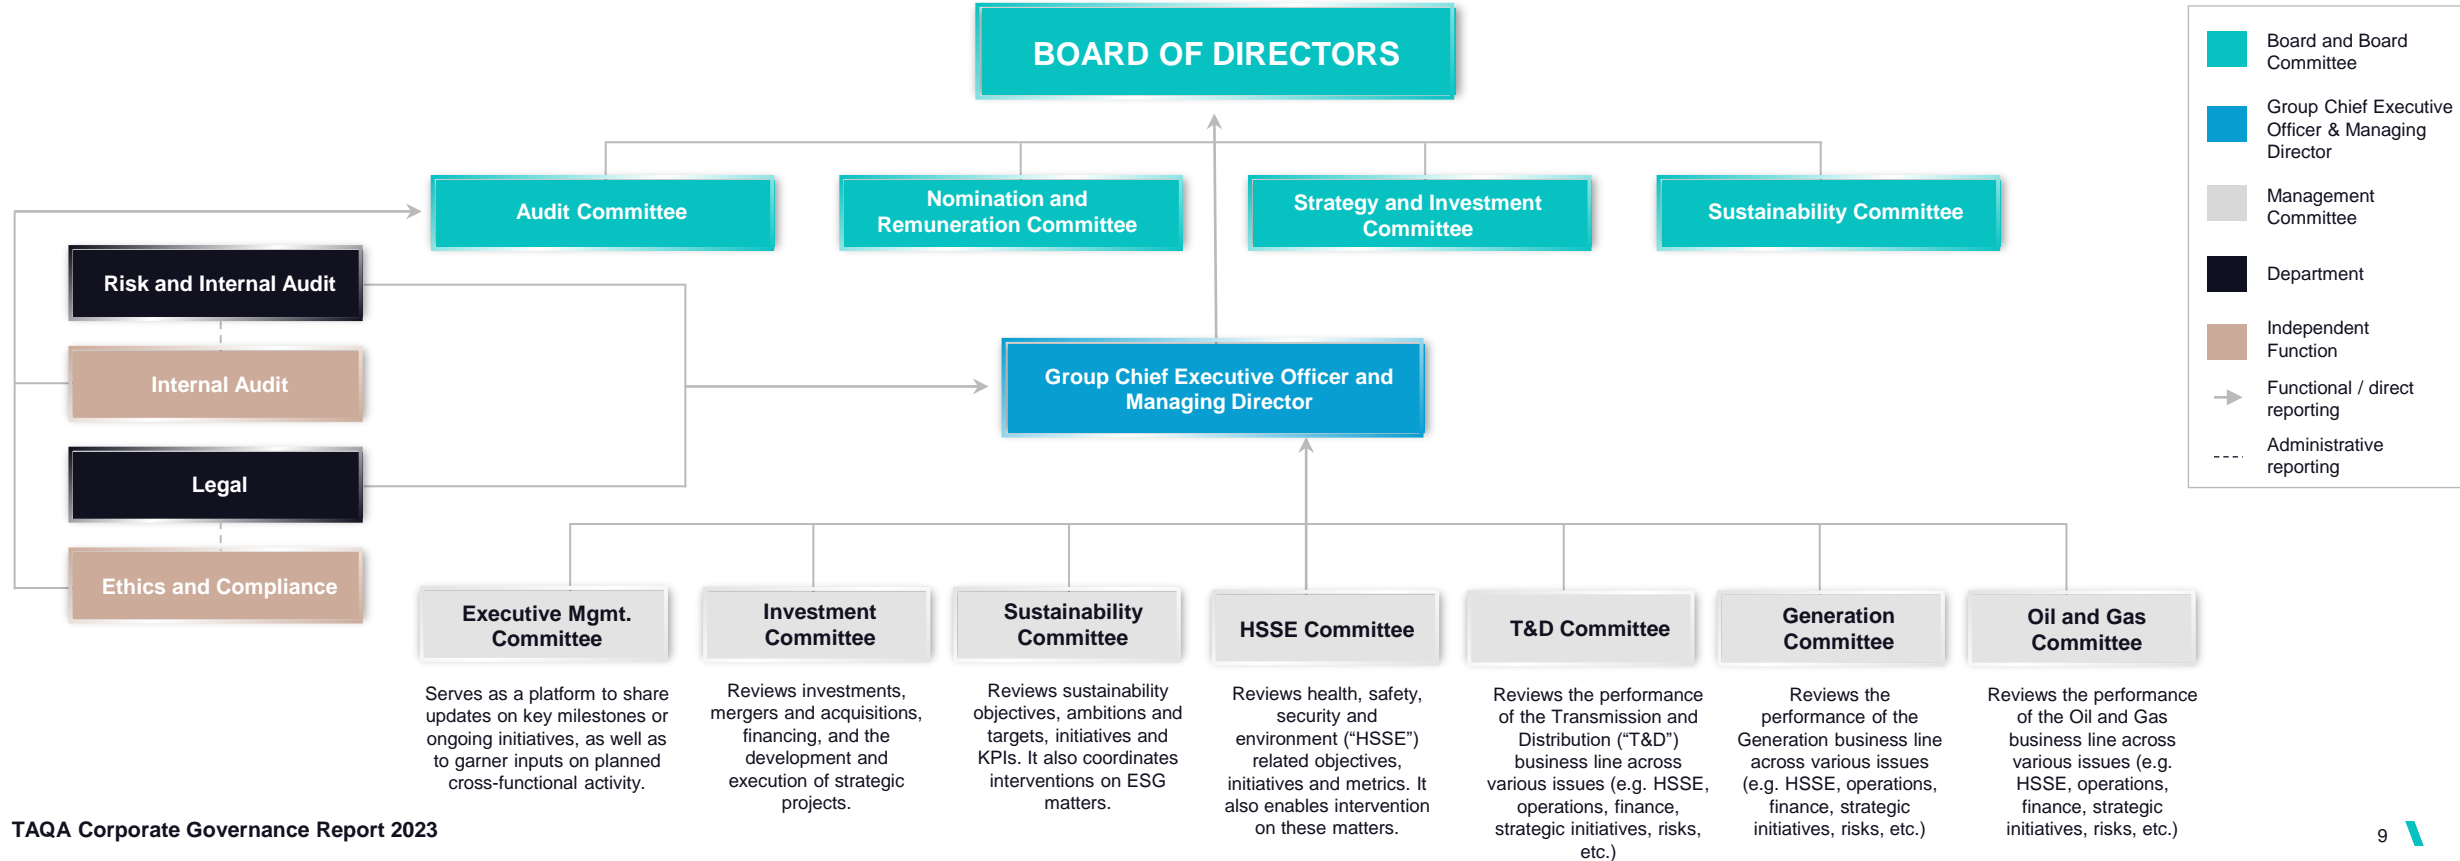 BOARD OF DIRECTORS
Audit Committee
Nomination and
Remuneration Committee
Strategy and Investment
Committee
Sustainability Committee
Risk and Internal Audit
Internal Audit
Legal
Ethics and Compliance
Group Chief Executive Officer and
Managing Director
Executive Mgmt.
Committee
Serves as a platform to share
updates on key milestones or
ongoing initiatives, as well as
to garner inputs on planned
cross-functional activity.
Investment
Committee
Reviews investments,
mergers and acquisitions,
financing, and the
development and
execution of strategic
projects.
Sustainability
Committee
Reviews sustainability
objectives, ambitions and
targets, initiatives and
KPIs. It also coordinates
interventions on ESG
matters.
HSSE Committee
Reviews health, safety,
security and
environment (“HSSE”)
related objectives,
initiatives and metrics. It
also enables intervention
on these matters.
T&D Committee
Reviews the performance
of the Transmission and
Distribution (“T&D”)
business line across
various issues (e.g. HSSE,
operations, finance,
strategic initiatives, risks,
etc.)
Generation
Committee
Reviews the
performance of the
Generation business line
across various issues
(e.g. HSSE, operations,
finance, strategic
initiatives, risks, etc.)
Oil and Gas
Committee
Reviews the performance
of the Oil and Gas
business line across
various issues (e.g.
HSSE, operations,
finance, strategic
initiatives, risks, etc.)
Board and Board
Committee
Group Chief Executive
Officer & Managing
Director
Management
Committee
Department
Independent
Function
Functional / direct
reporting
Administrative
reporting
TAQA Corporate Governance Report 2023
9